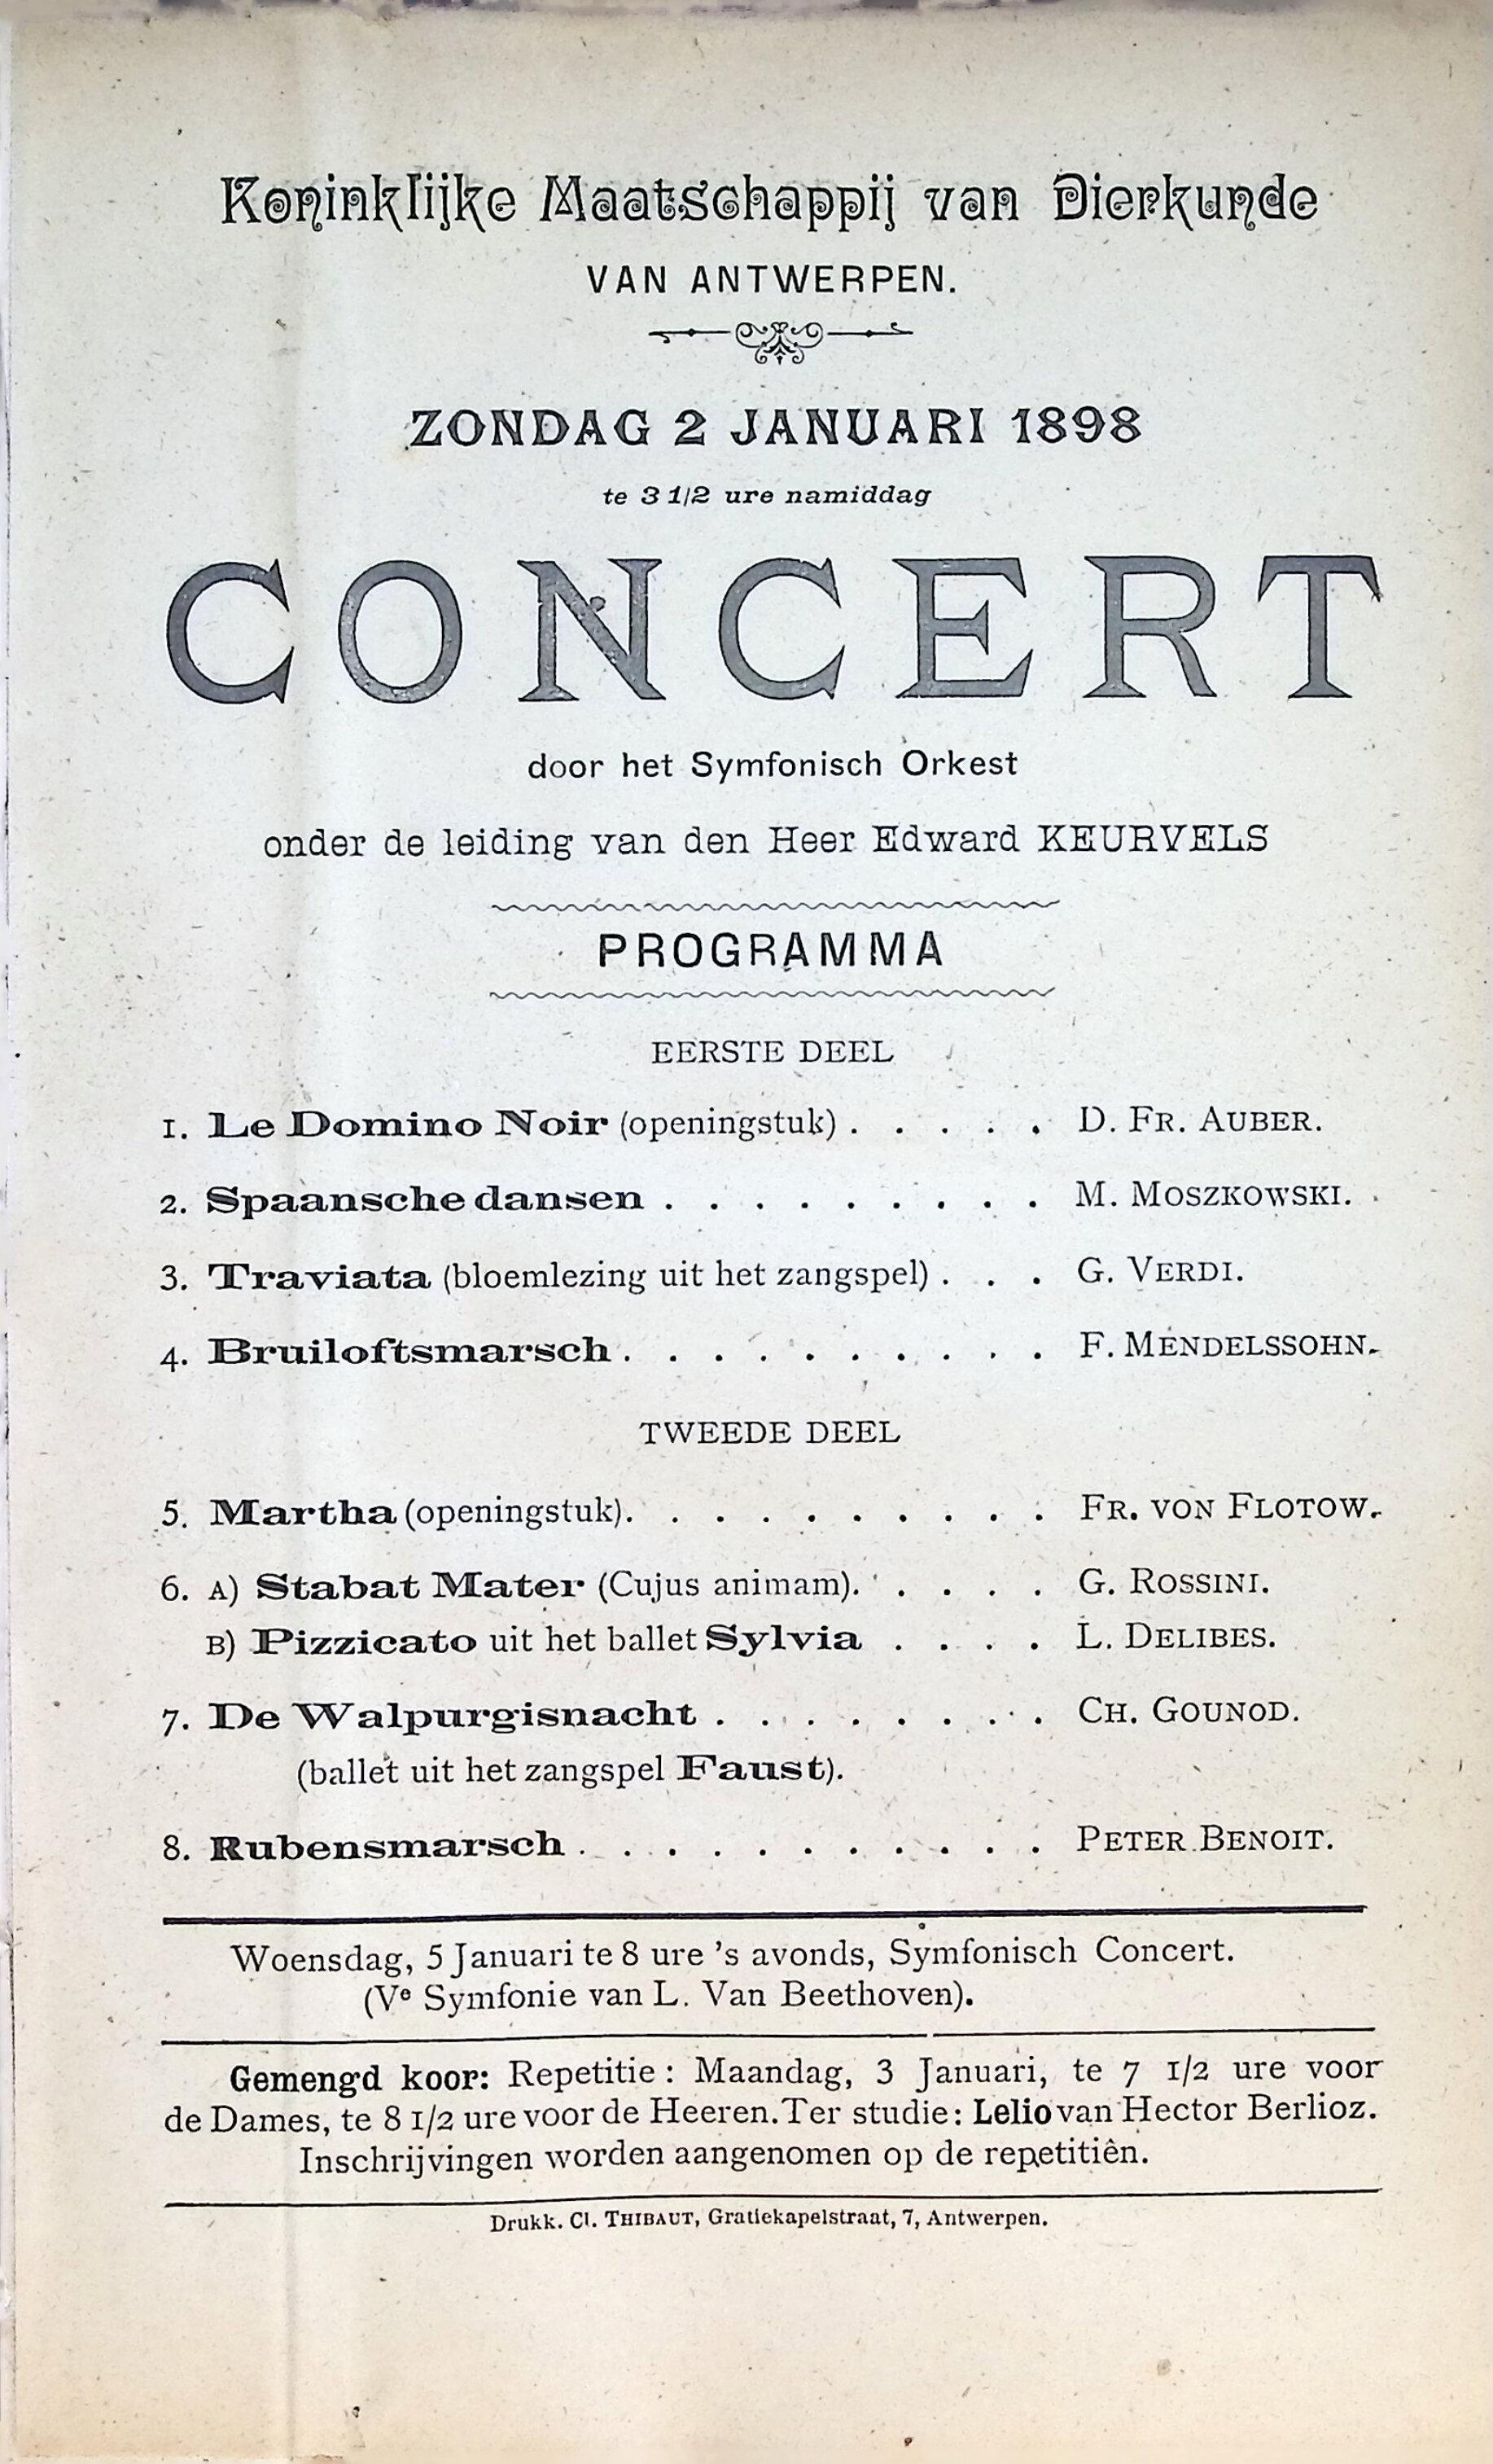 Koninklijke Maatschappij van Dierkunde
VAN ANTWERPEN.
ZONDAG 2 JANUARI 1898
te 3 1/2 ure namiddag
CONCERT
door het Symfonisch Orkest
onder de leiding van den Heer Edward KEURVELS
PROGRAMMA
EERSTE DEEL
1. Le Domino Noir (openingstuk) . . . . . D. FR. AUBER.
2. Spaansche dansen . . . . . . . . . M. MOSZKOWSKI.
3. Traviata (bloemlezing uit het zangspel) . . . G. VERDI.
4. Bruiloftsmarsch . . . . . . . . . . F. MENDELSSOHN.
TWEEDE DEEL
5. Martha (openingstuk). . . . . . . . . . FR. VON FLOTOW.
6. A) Stabat Mater (Cujus animam). . . . . G. ROSSINI.
B) Pizzicato uit het ballet Sylvia . . . . L. DELIBES.
7. De Walpurgisnacht . . . . . . . . CH. GOUNOD.
(ballet uit het zangspel Faust).
8. Rubensmarsch . . . . . . . . . . . PETER BENOIT.
Woensdag, 5 Januari te 8 ure 's avonds, Symfonisch Concert.
(Ve Symfonie van L. Van Beethoven).
Gemengd koor: Repetitie : Maandag, 3 Januari, te 7 1/2 ure voor
de Dames, te 8 1/2 ure voor de Heeren. Ter studie: Lelio van Hector Berlioz.
Inschrijvingen worden aangenomen op de repetitiên.
Drukk. Cl. THIBAUT, Gratiekapelstraat, 7, Antwerpen.